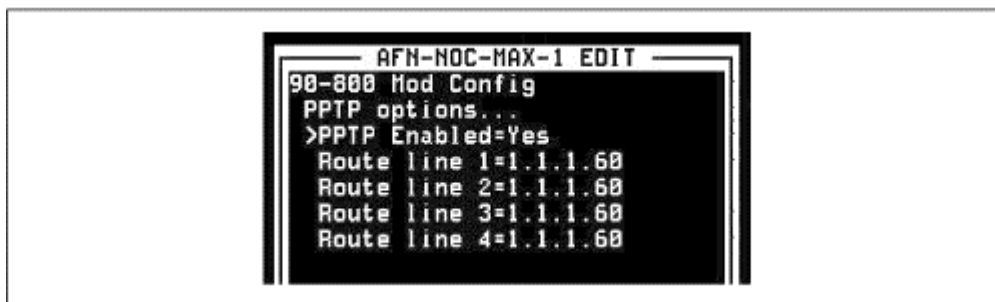 AFN-NOC-MAX-1 EDIT
90-800 Mod Config
PPTP options...
>PPTP Enabled=Yes
Route line 1=1.1.1.60
Route line 2=1.1.1.60
Route line 3=1.1.1.60
Route line 4=1.1.1.60